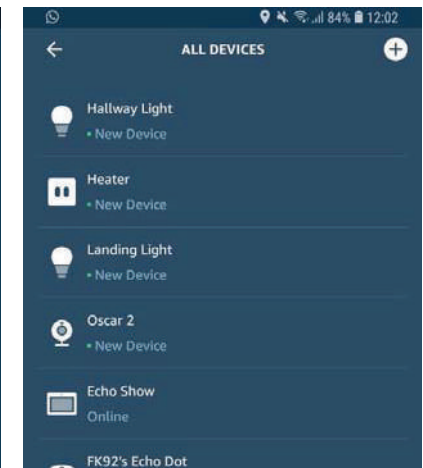 84% 12:02
ALL DEVICES
Hallway Light
• New Device
Heater
• New Device
Landing Light
• New Device
Oscar 2
• New Device
Echo Show
Online
FK92's Echo Dot